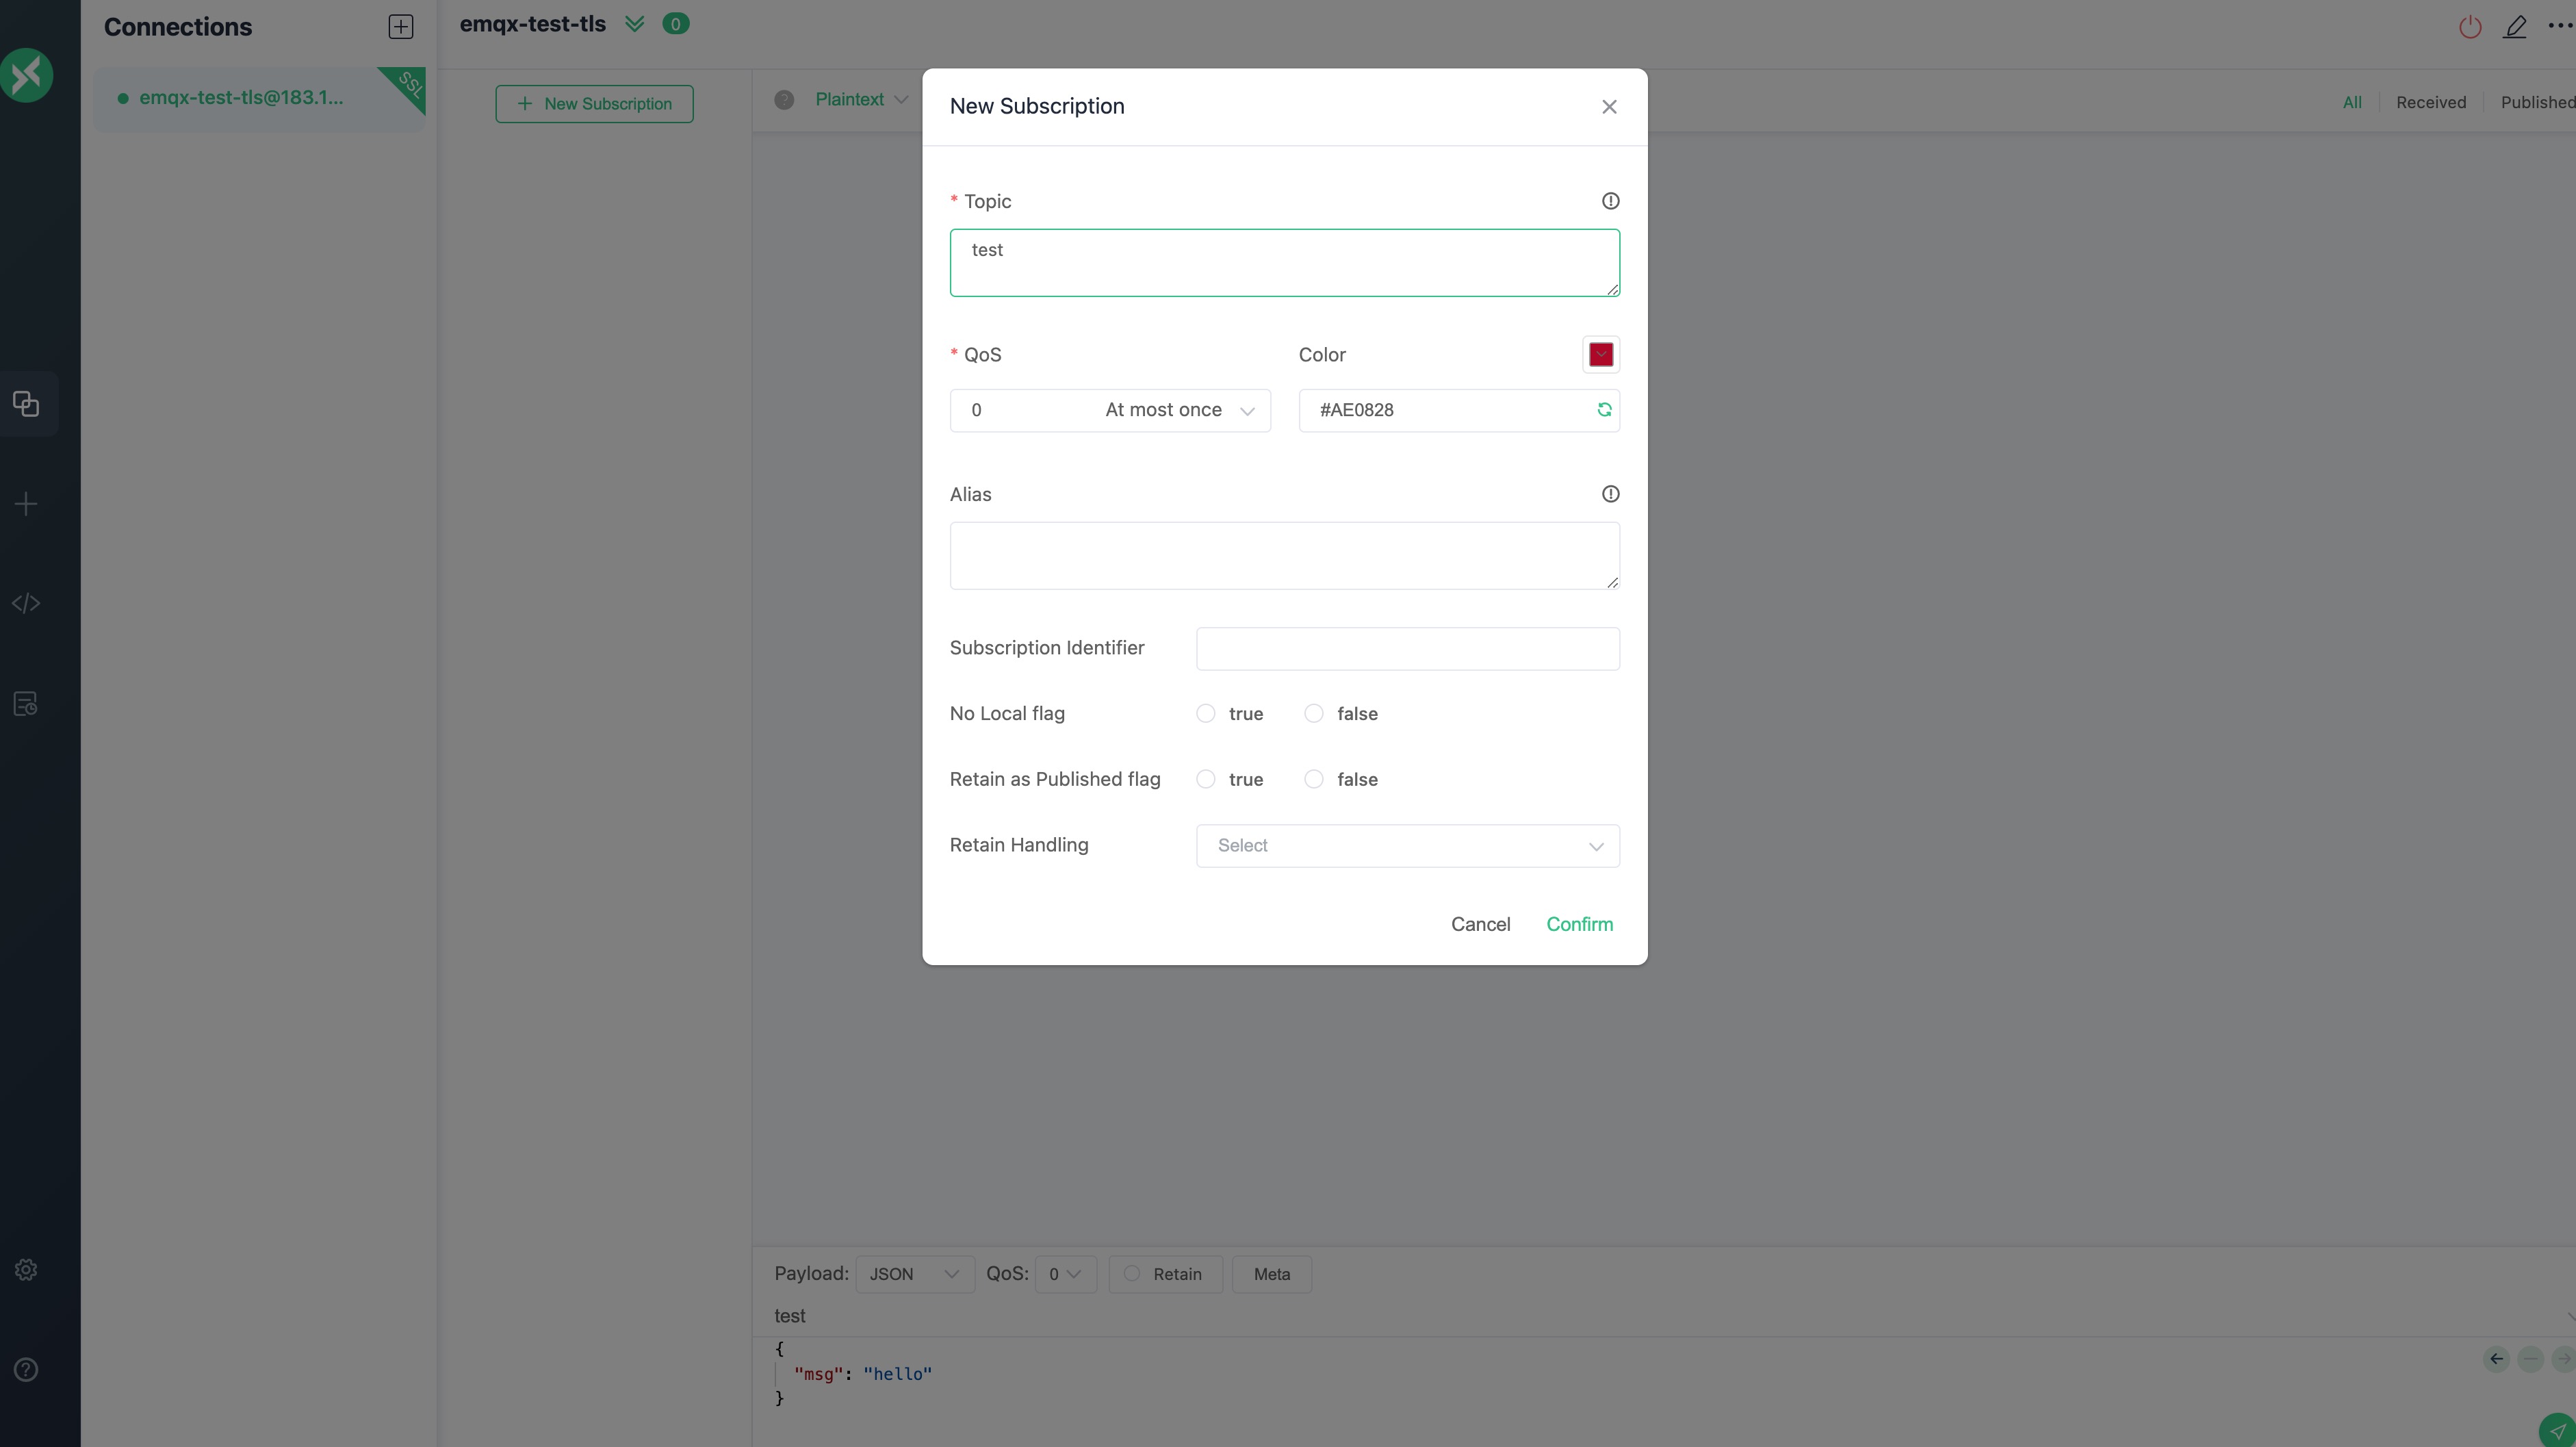 Connections
emqx-test-tls
0
emqx-test-tls@183.1...
SSL
New Subscription
Plaintext
All
Received
Published
New Subscription
* Topic
test
* QoS
Color
0
At most once
#AE0828
Alias
Subscription Identifier
No Local flag
true
false
Retain as Published flag
true
false
Retain Handling
Select
Cancel
Confirm
Payload:
JSON
QoS:
0
Retain
Meta
test
{
"msg": "hello"
}